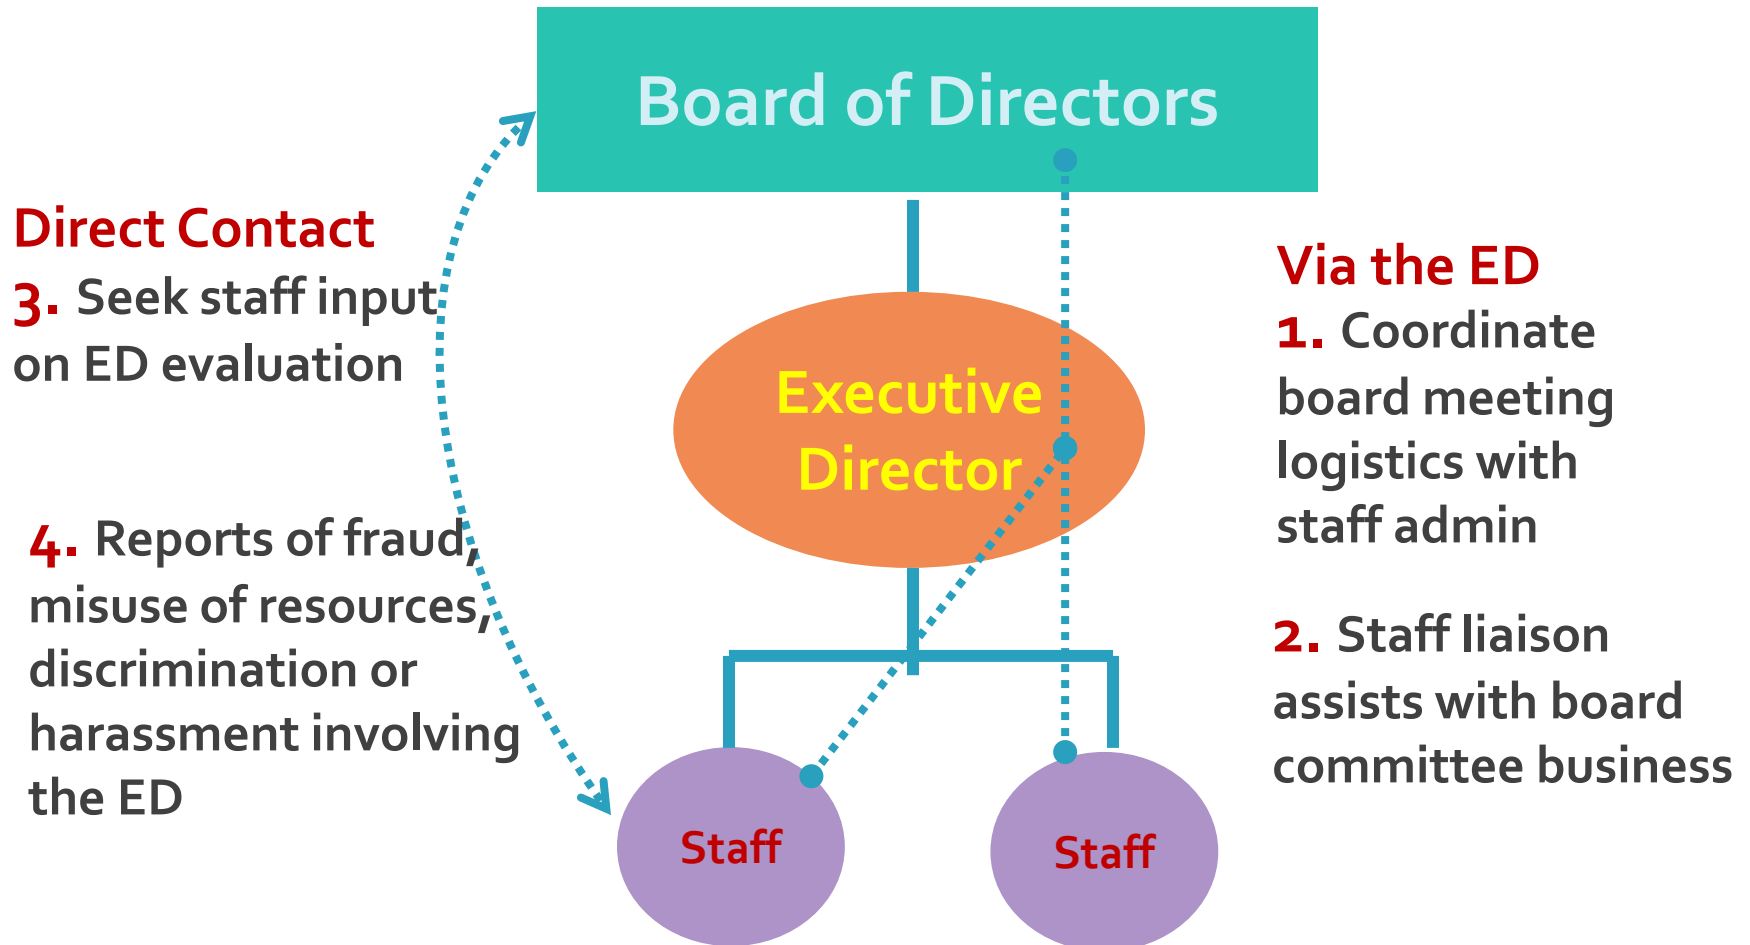 Board of Directors
Direct Contact
3. Seek staff input
on ED evaluation
4. Reports of fraud,
misuse of resources,
discrimination or
harassment involving
the ED
Executive
Director
Via the ED
1. Coordinate
board meeting
logistics with
staff admin
2. Staff liaison
assists with board
committee business
Staff
Staff